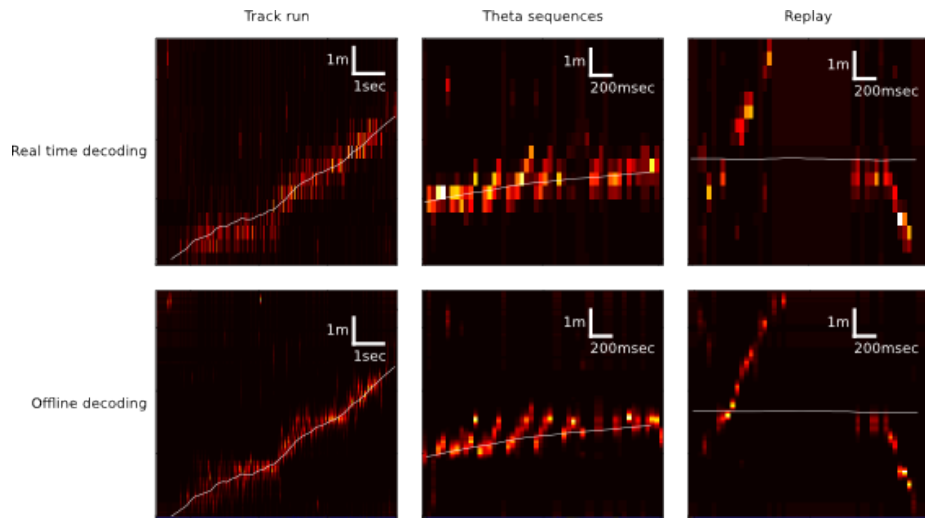 Track run
Theta sequences
Replay
Real time decoding
1m
1sec
1m
200msec
1m
200msec
Offline decoding
1m
1sec
1m
200msec
1m
200msec